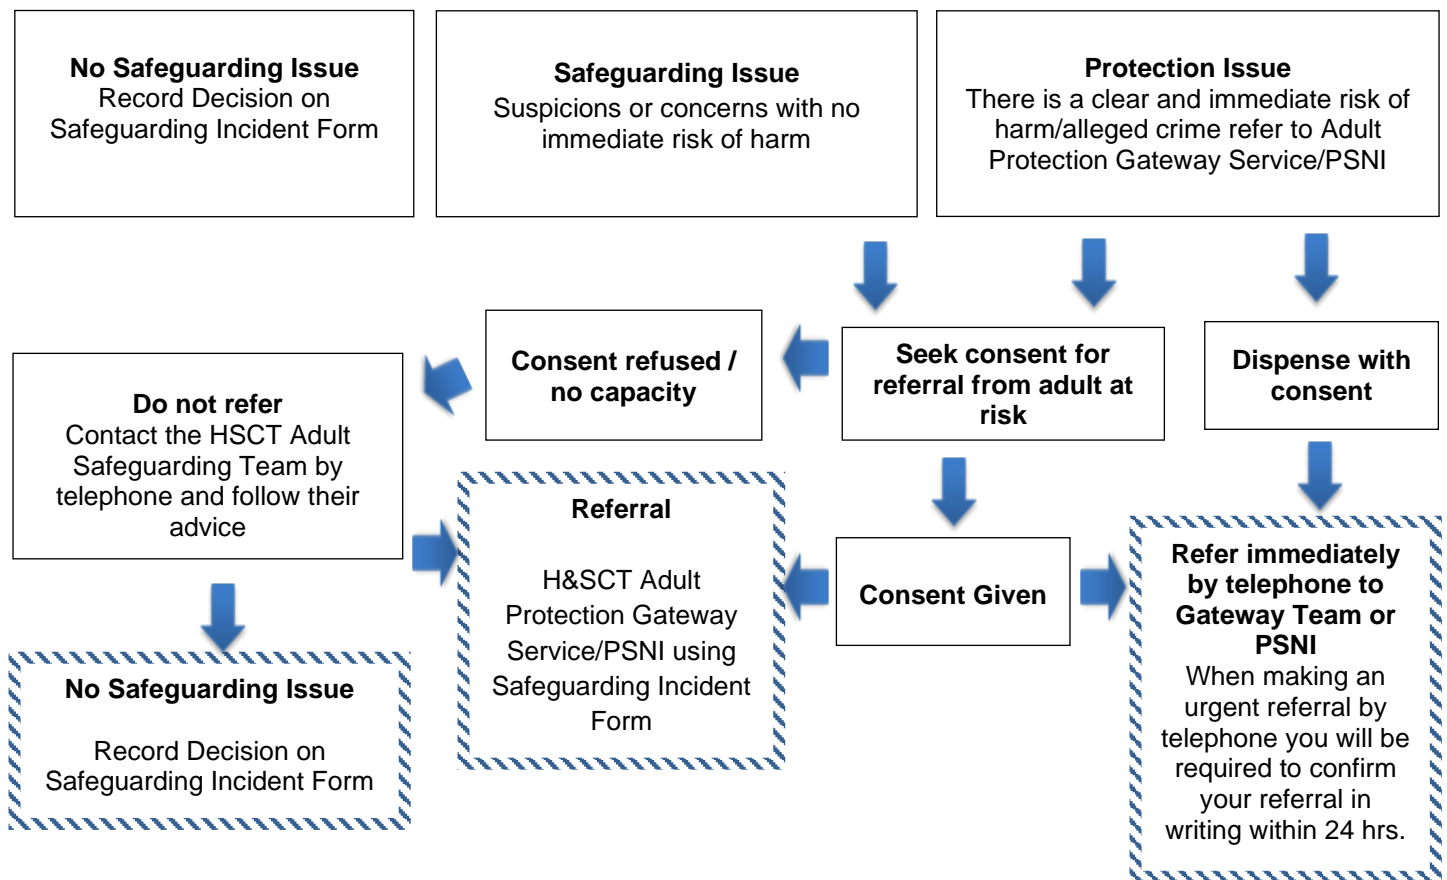 No Safeguarding Issue
Record Decision on
Safeguarding Incident Form
Safeguarding Issue
Suspicions or concerns with no
immediate risk of harm
Protection Issue
There is a clear and immediate risk of
harm/alleged crime refer to Adult
Protection Gateway Service/PSNI
Consent refused /
no capacity
Seek consent for
referral from adult at
risk
Dispense with
consent
Do not refer
Contact the HSCT Adult
Safeguarding Team by
telephone and follow their
advice
Referral
H&SCT Adult
Protection Gateway
Service/PSNI using
Safeguarding Incident
Form
Consent Given
Refer immediately
by telephone to
Gateway Team or
PSNI
When making an
urgent referral by
telephone you will be
required to confirm
your referral in
writing within 24 hrs.
No Safeguarding Issue
Record Decision on
Safeguarding Incident Form